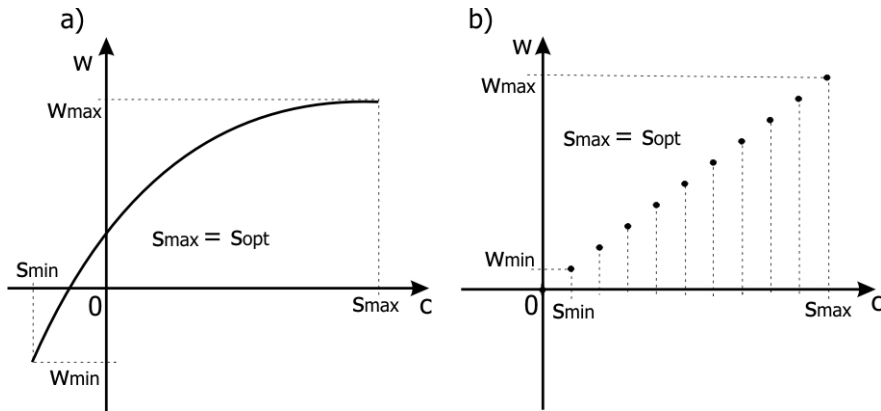 a)
w
wmax
smax = sopt
smin
0
smax
c
wmin
b)
w
wmax
smax = sopt
wmin
0
smin
smax
c